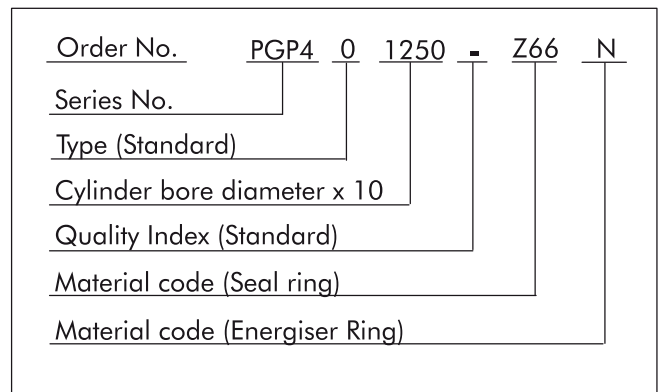 Order No. PGP4 0 1250 - Z66 N
Series No.
Type (Standard)
Cylinder bore diameter x 10
Quality Index (Standard)
Material code (Seal ring)
Material code (Energiser Ring)